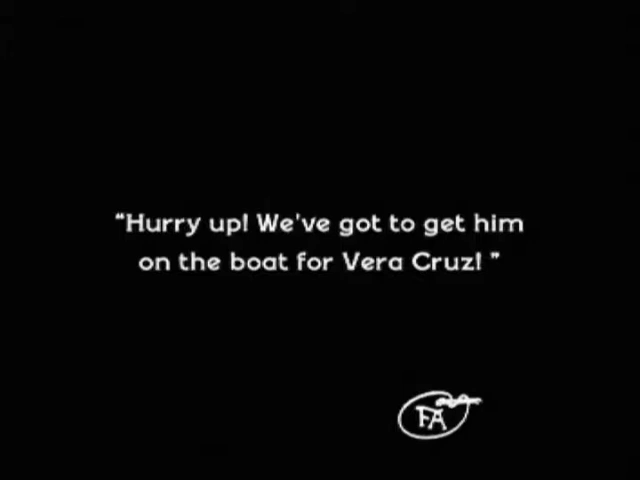 “Hurry up! We've got to get him
on the boat for Vera Cruz! ”
FA